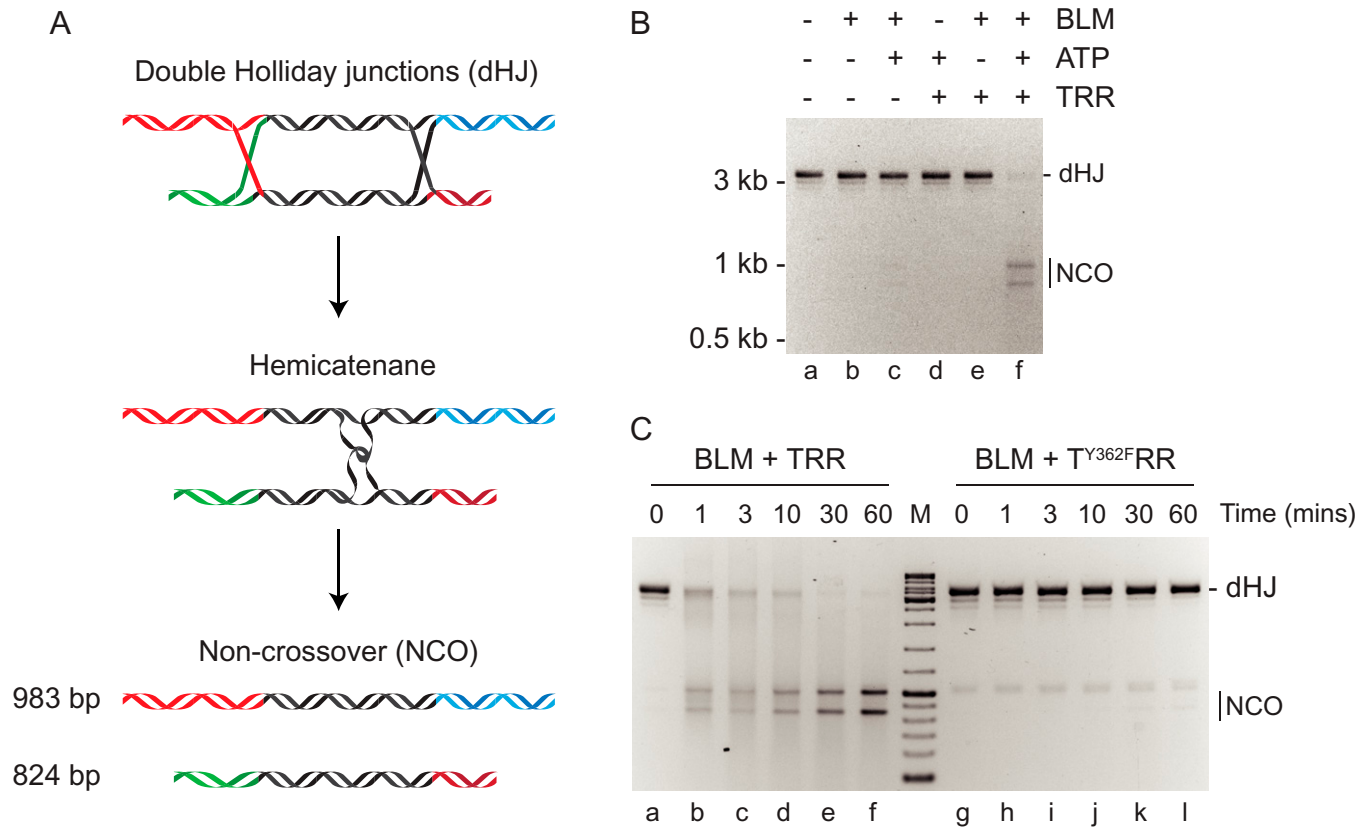 A
Double Holliday junctions (dHJ)
Hemicatenane
Non-crossover (NCO)
983 bp
824 bp
B
- + + - + + BLM
- - + + - + ATP
- - - + + + TRR
3 kb -
- dHJ
1 kb -
NCO
0.5 kb -
a b c d e f
C
BLM + TRR
BLM + T^Y362F RR
0 1 3 10 30 60 M 0 1 3 10 30 60 Time (mins)
- dHJ
NCO
a b c d e f g h i j k l